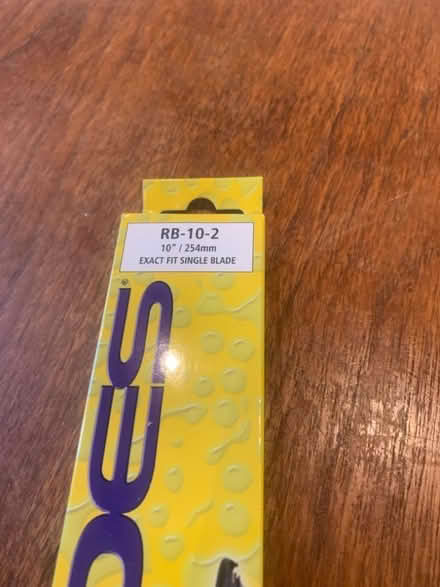 RB-10-2
10" / 254mm
EXACT FIT SINGLE BLADE
DES®